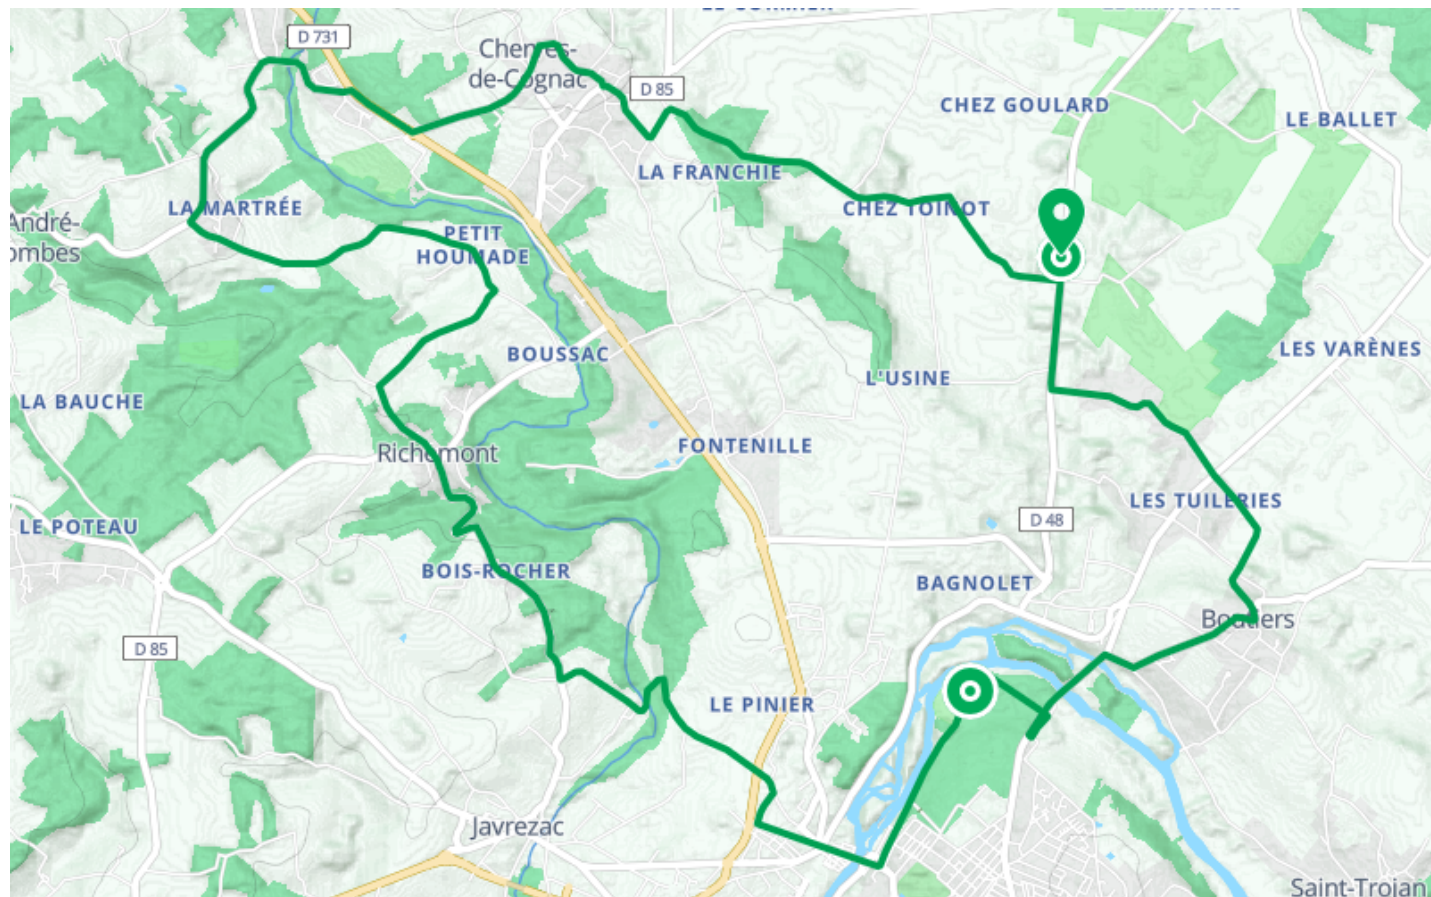 D 731
Cherves-
de-Cognac
D 85
CHEZ GOULARD
LE BALLET
LA FRANCHIE
LA MARTRÉE
CHEZ TOINOT
André-
ombes
PETIT
HOUMADE
BOUSSAC
LES VARÈNES
L'USINE
LA BAUCHE
FONTENILLE
Richemont
LES TUILERIES
LE POTEAU
D 48
BOIS-ROCHER
BAGNOLET
Boutiers
D 85
LE PINIER
Javrezac
Saint-Trojan